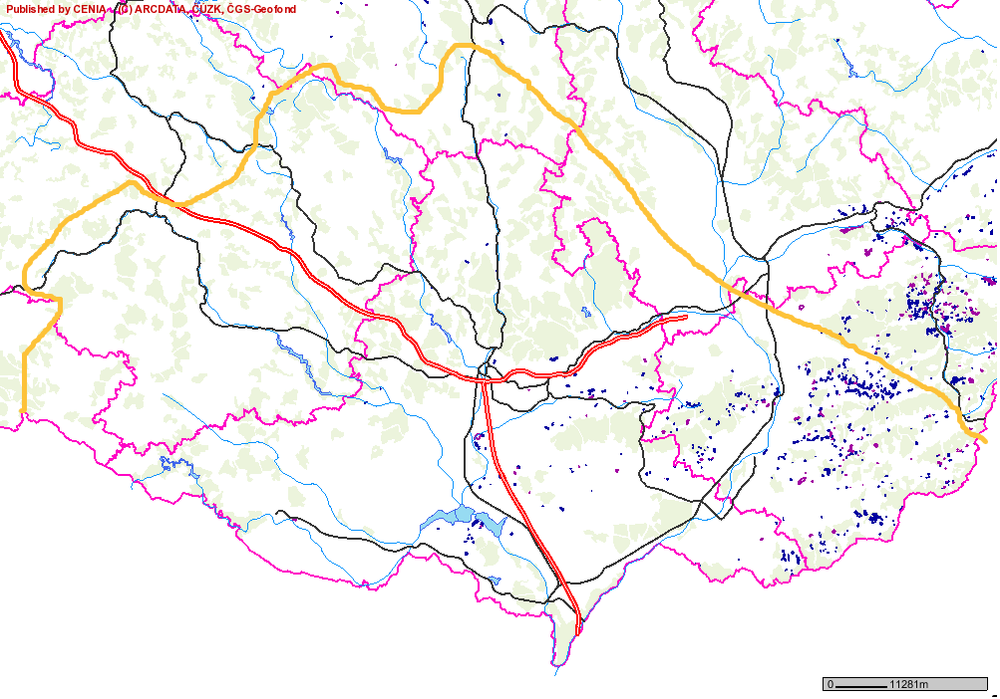 Published by CENIA - (C) ARCDATA, ČÚZK, ČGS-Geofond
0 11281m